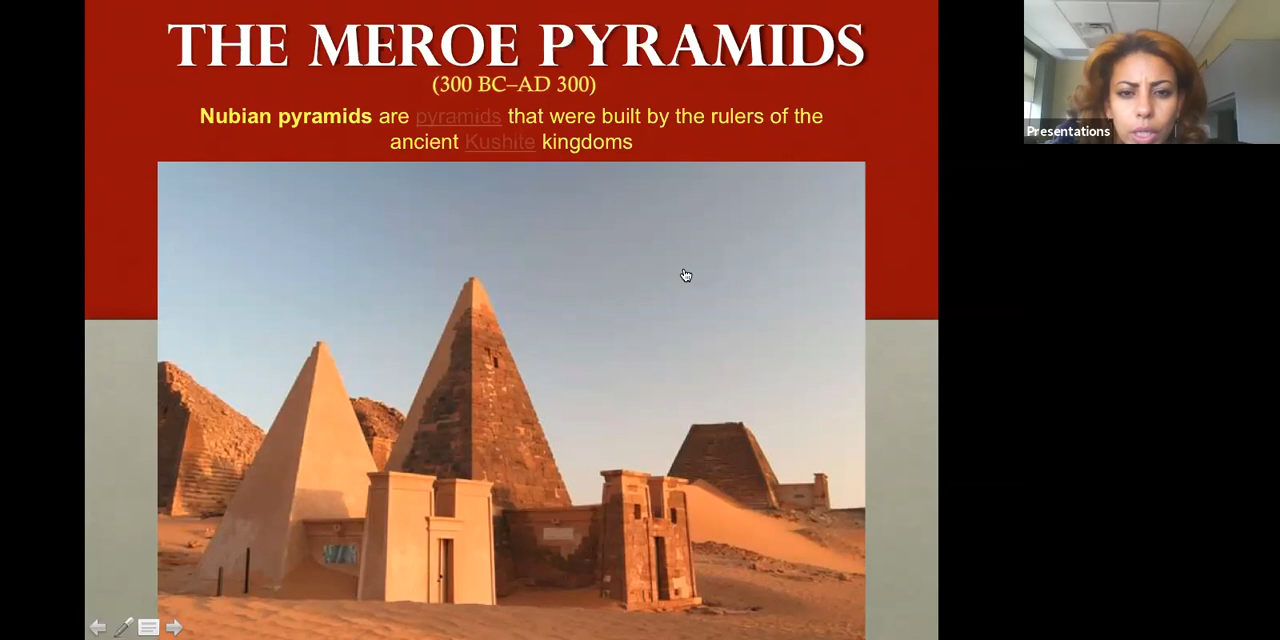 THE MEROE PYRAMIDS
(300 BC–AD 300)
Nubian pyramids are pyramids that were built by the rulers of the
ancient Kushite kingdoms
Presentations